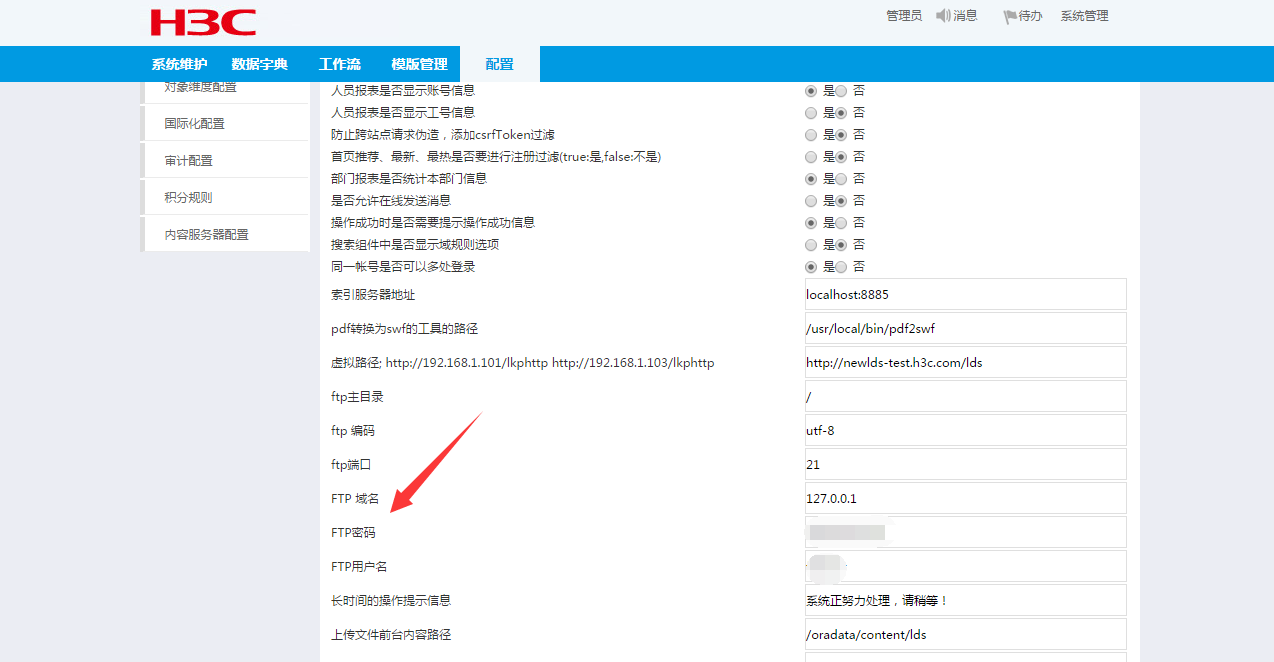 H3C
管理员 消息 待办 系统管理
系统维护 数据字典 工作流 模版管理 配置
对象维度配置
国际化配置
审计配置
积分规则
内容服务器配置
人员报表是否显示账号信息 是 否
人员报表是否显示工号信息 是 否
防止跨站点请求伪造，添加csrfToken过滤 是 否
首页推荐、最新、最热是否要进行注册过滤(true:是,false:不是) 是 否
部门报表是否统计本部门信息 是 否
是否允许在线发送消息 是 否
操作成功时是否需要提示操作成功信息 是 否
搜索组件中是否显示域规则选项 是 否
同一帐号是否可以多处登录 是 否
索引服务器地址 localhost:8885
pdf转换为swf的工具的路径 /usr/local/bin/pdf2swf
虚拟路径; http://192.168.1.101/lkphttp http://192.168.1.103/lkphttp http://newlds-test.h3c.com/lds
ftp主目录 /
ftp 编码 utf-8
ftp端口 21
FTP 域名 127.0.0.1
FTP密码
FTP用户名
长时间的操作提示信息 系统正努力处理，请稍等！
上传文件前台内容路径 /oradata/content/lds